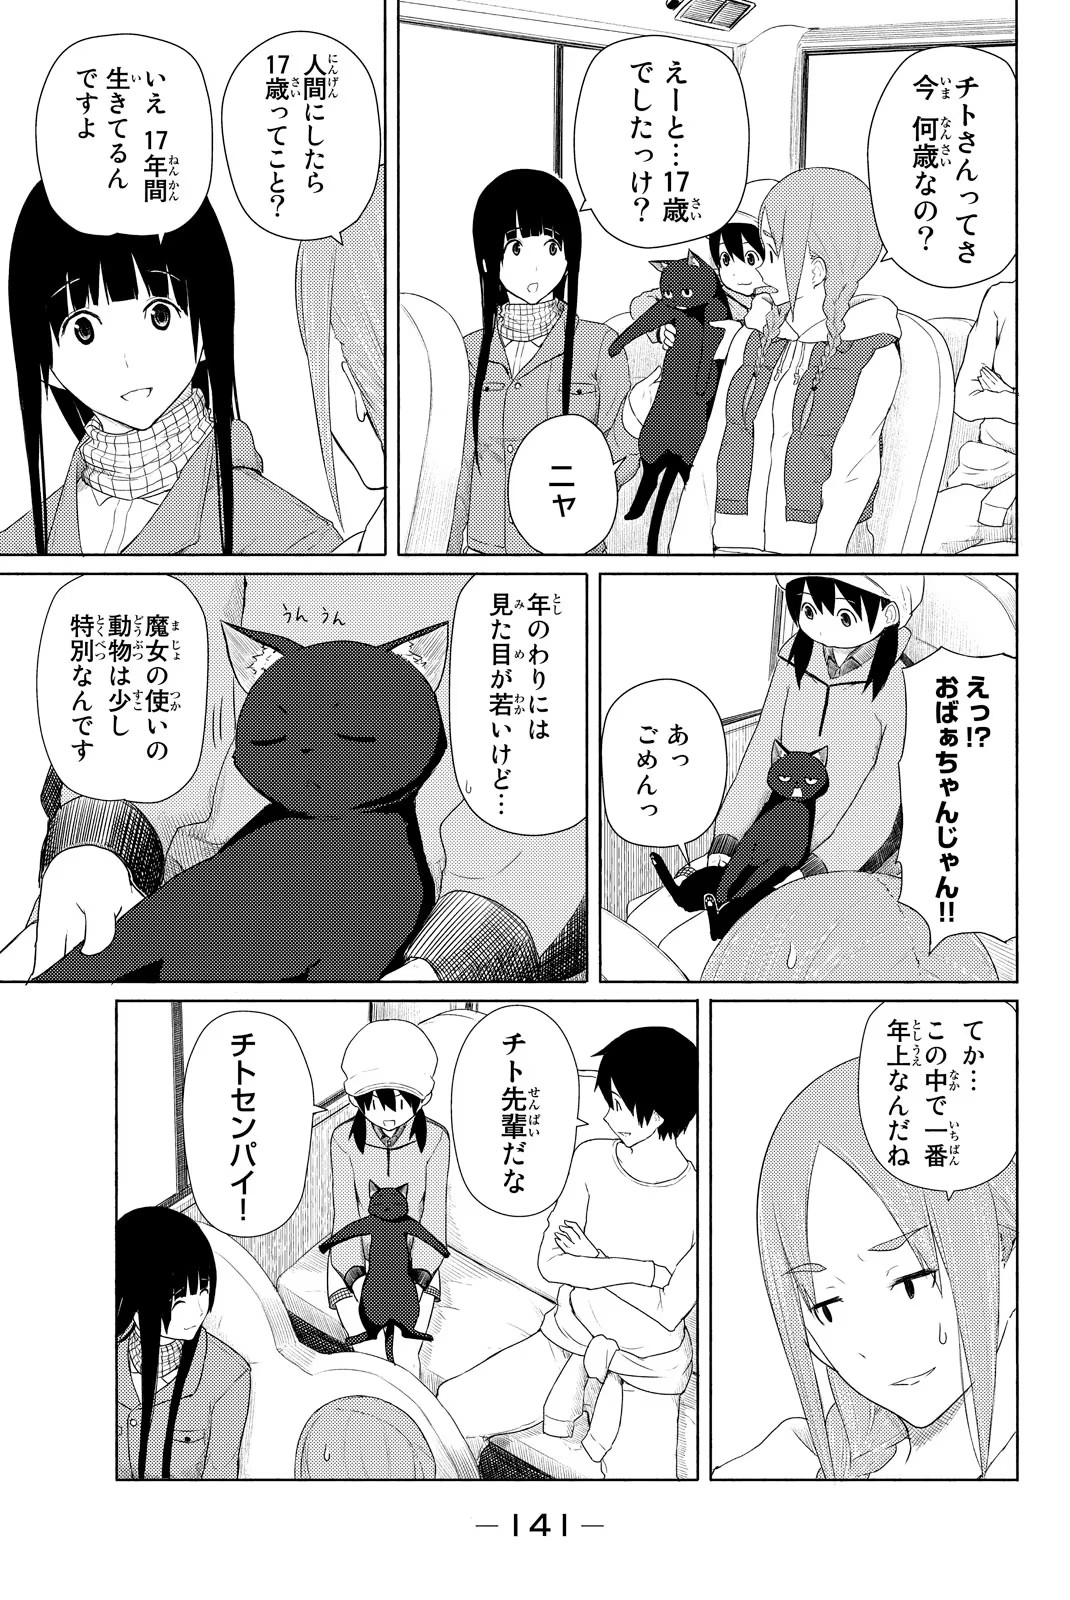 チトさんってさ
今 何歳なの？
えーと…17歳
でしたっけ？
ニャ
人間にしたら
17歳ってこと？
いえ 17年間
生きてるん
ですよ
えっ!?
おばぁちゃんじゃん!!
あっ
ごめんっ
年のわりには
見た目が若いけど…
うん うん
魔女の使いの
動物は少し
特別なんです
てか…
この中で一番
年上なんだね
チト先輩だな
チトセンパイ！
—141—